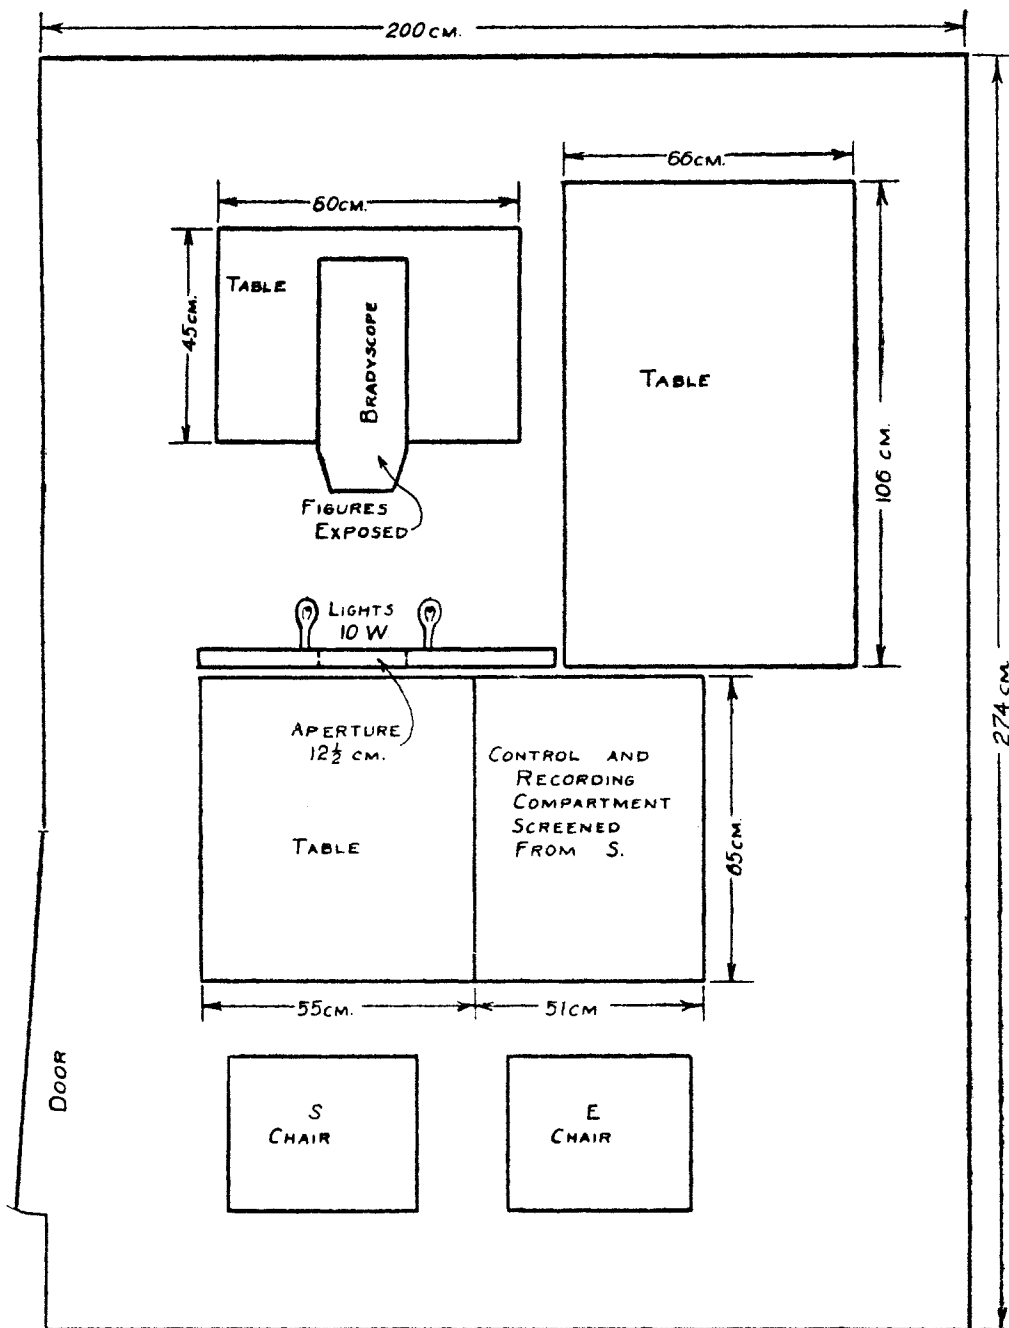 200 CM.
66 CM.
60 CM.
TABLE
45 CM.
BRADYSCOPE
TABLE
106 CM.
FIGURES
EXPOSED
LIGHTS
10 W
274 CM.
APERTURE
12½ CM.
CONTROL AND
RECORDING
COMPARTMENT
SCREENED
FROM S.
TABLE
65 CM.
55 CM.
51 CM
DOOR
S
CHAIR
E
CHAIR